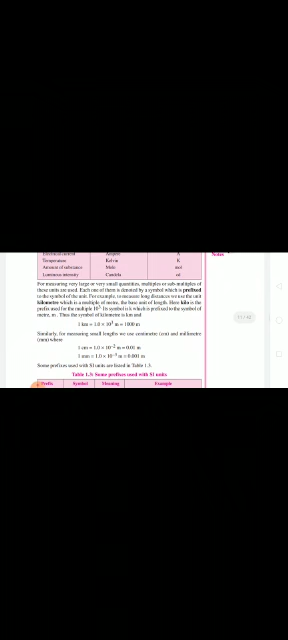 Electrical current Ampere A
Notes
Temperature Kelvin K
Amount of substance Mole mol
Luminous intensity Candela cd
For measuring very large or very small quantities, multiples or sub-multiples of
these units are used. Each one of them is denoted by a symbol which is prefixed
to the symbol of the unit. For example, to measure long distances we use the unit
kilometre which is a multiple of metre, the base unit of length. Here kilo is the
prefix used for the multiple 10³. Its symbol is k which is prefixed to the symbol of
metre, m. Thus the symbol of kilometre is km and
1 km = 1.0 × 10³ m = 1000 m
Similarly, for measuring small lengths we use centimetre (cm) and millimetre
(mm) where
1 cm = 1.0 × 10⁻² m = 0.01 m
1 mm = 1.0 × 10⁻³ m = 0.001 m
Some prefixes used with SI units are listed in Table 1.3.
Table 1.3: Some prefixes used with SI units
Prefix Symbol Meaning Example